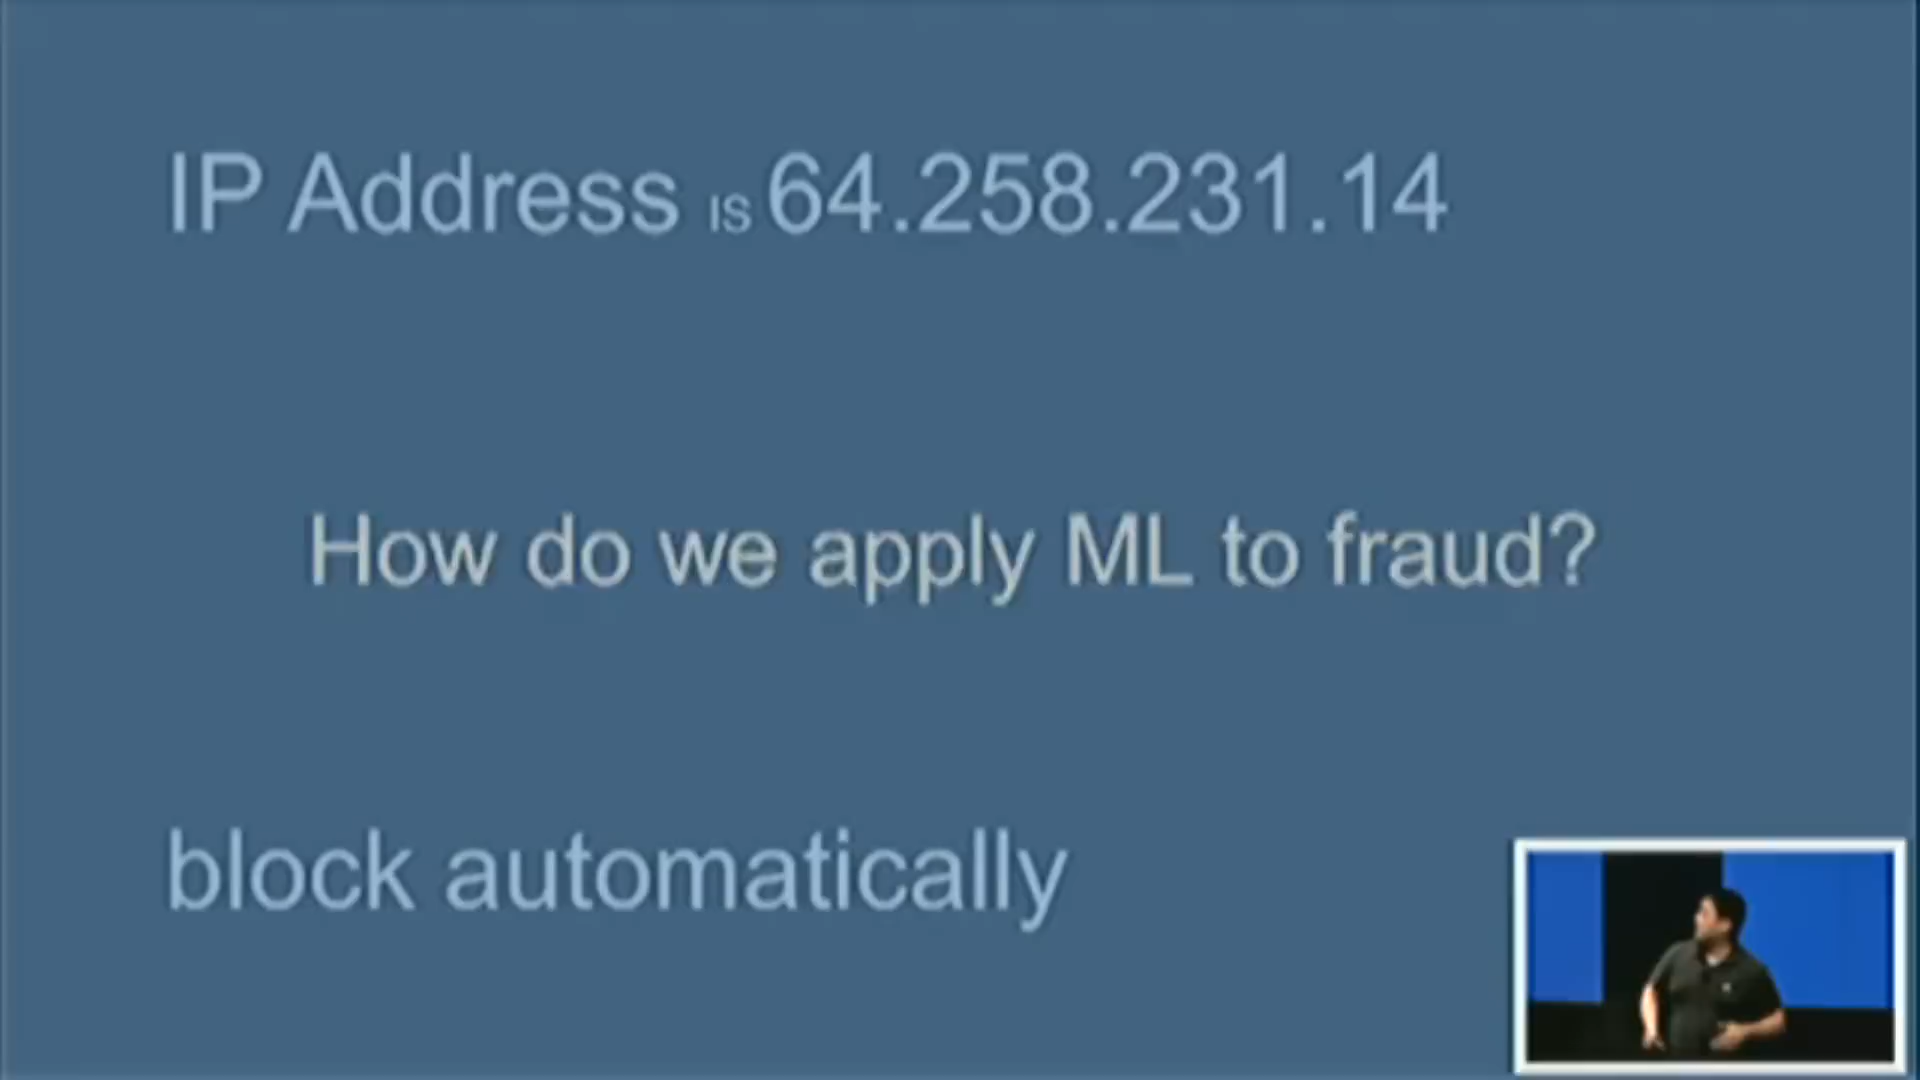 IP Address IS 64.258.231.14
How do we apply ML to fraud?
block automatically